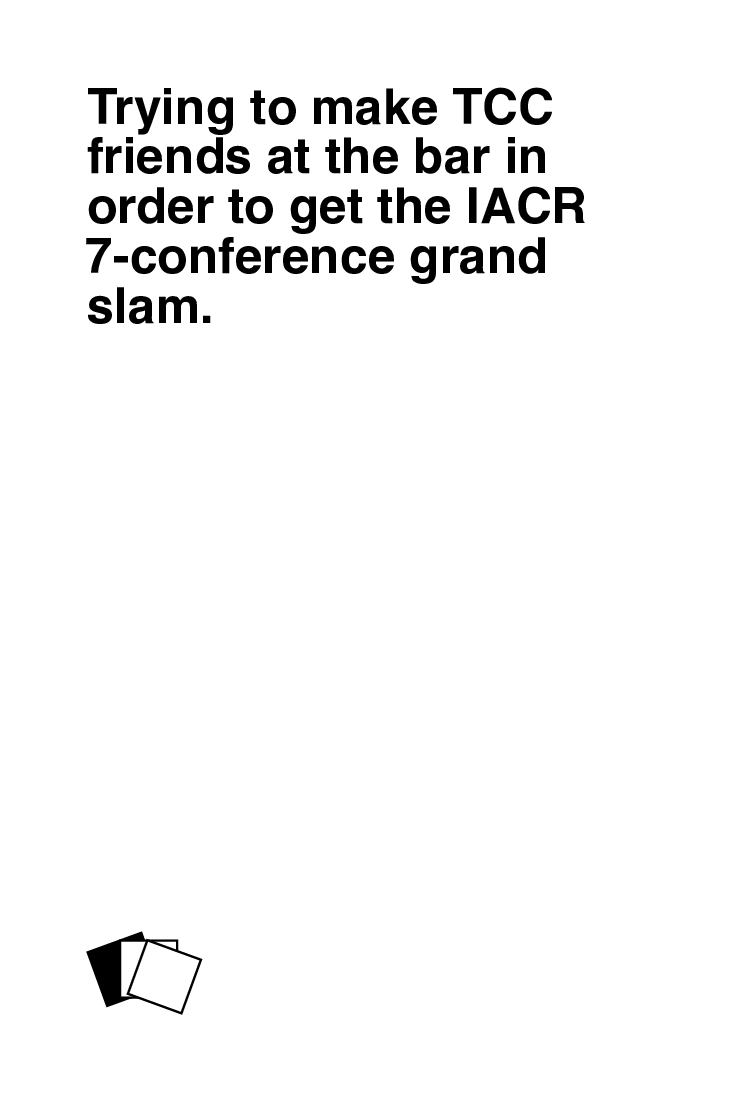 Trying to make TCC
friends at the bar in
order to get the IACR
7-conference grand
slam.